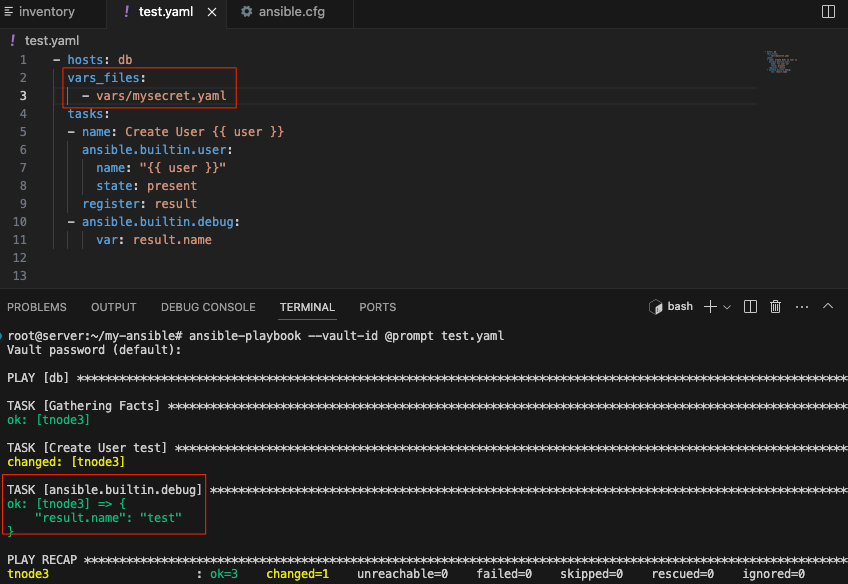 inventory
! test.yaml
ansible.cfg
! test.yaml
1 - hosts: db
2 vars_files:
3 - vars/mysecret.yaml
4 tasks:
5 - name: Create User {{ user }}
6 ansible.builtin.user:
7 name: "{{ user }}"
8 state: present
9 register: result
10 - ansible.builtin.debug:
11 var: result.name
12
13
PROBLEMS OUTPUT DEBUG CONSOLE TERMINAL PORTS
bash
root@server:~/my-ansible# ansible-playbook --vault-id @prompt test.yaml
Vault password (default):
PLAY [db] **********************************************************************************************************
TASK [Gathering Facts] *********************************************************************************************
ok: [tnode3]
TASK [Create User test] ********************************************************************************************
changed: [tnode3]
TASK [ansible.builtin.debug] ***************************************************************************************
ok: [tnode3] => {
"result.name": "test"
}
PLAY RECAP *********************************************************************************************************
tnode3 : ok=3 changed=1 unreachable=0 failed=0 skipped=0 rescued=0 ignored=0